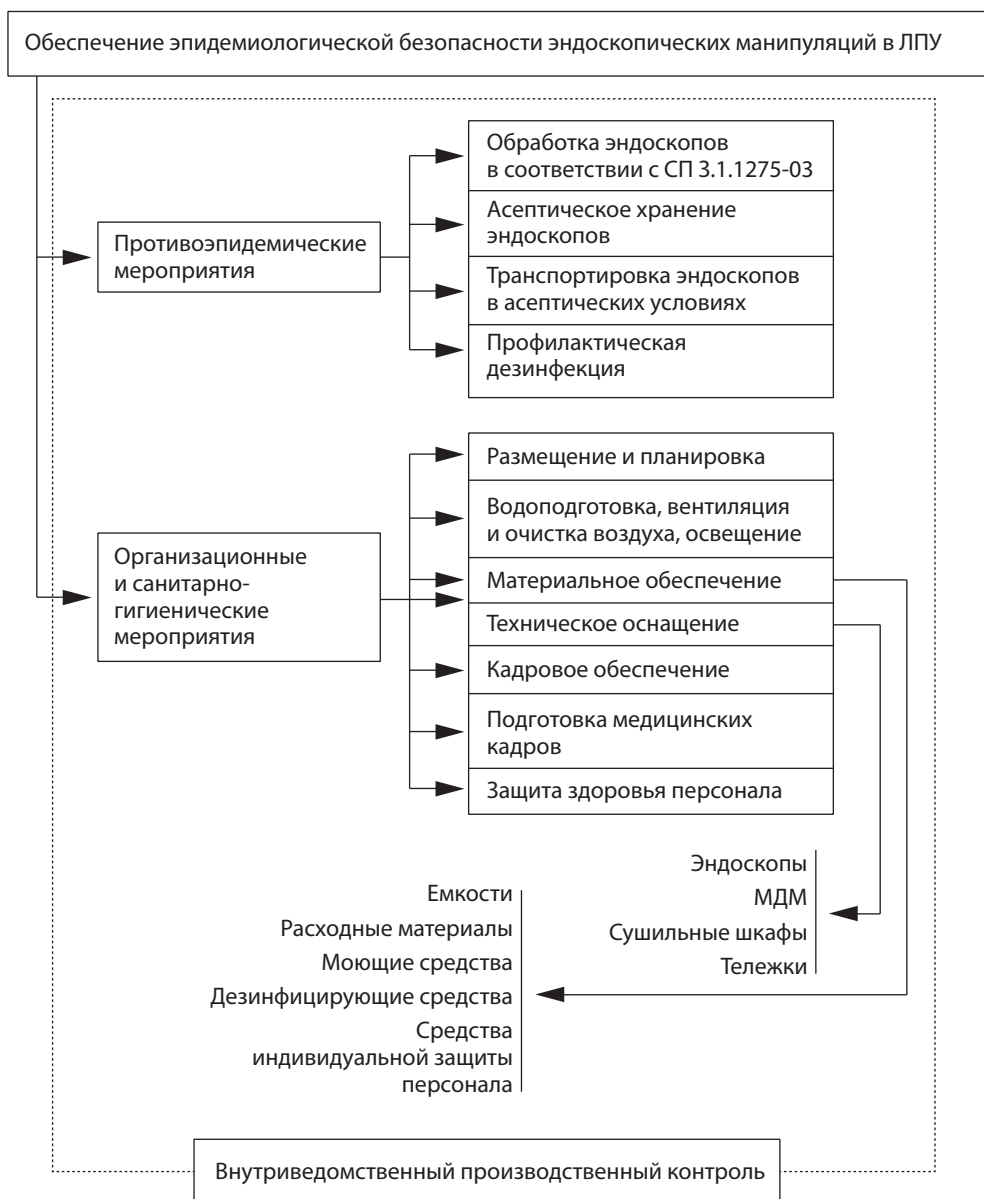 Обеспечение эпидемиологической безопасности эндоскопических манипуляций в ЛПУ
Противоэпидемические
мероприятия
Обработка эндоскопов
в соответствии с СП 3.1.1275-03
Асептическое хранение
эндоскопов
Транспортировка эндоскопов
в асептических условиях
Профилактическая
дезинфекция
Организационные
и санитарно-
гигиенические
мероприятия
Размещение и планировка
Водоподготовка, вентиляция
и очистка воздуха, освещение
Материальное обеспечение
Техническое оснащение
Кадровое обеспечение
Подготовка медицинских
кадров
Защита здоровья персонала
Эндоскопы
МДМ
Сушильные шкафы
Тележки
Емкости
Расходные материалы
Моющие средства
Дезинфицирующие средства
Средства
индивидуальной защиты
персонала
Внутриведомственный производственный контроль